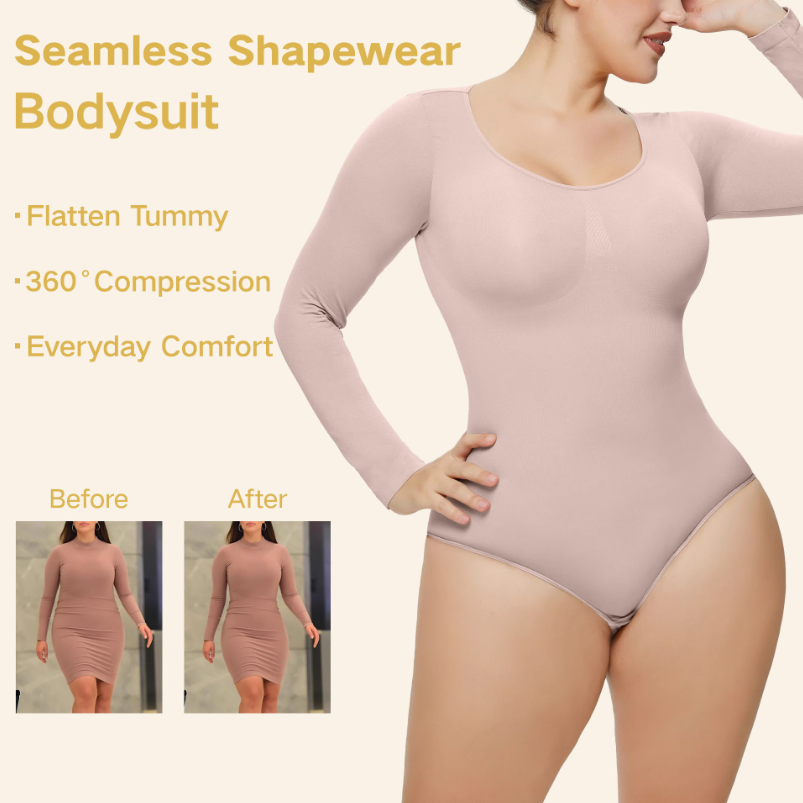 Seamless Shapewear
Bodysuit
· Flatten Tummy
· 360° Compression
· Everyday Comfort
Before
After